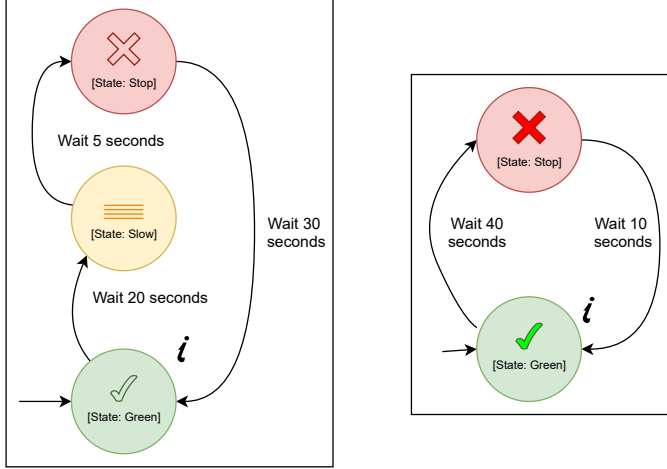 [State: Stop]
Wait 5 seconds
[State: Slow]
Wait 30
seconds
Wait 20 seconds
i
[State: Green]
[State: Stop]
Wait 40
seconds
Wait 10
seconds
i
[State: Green]